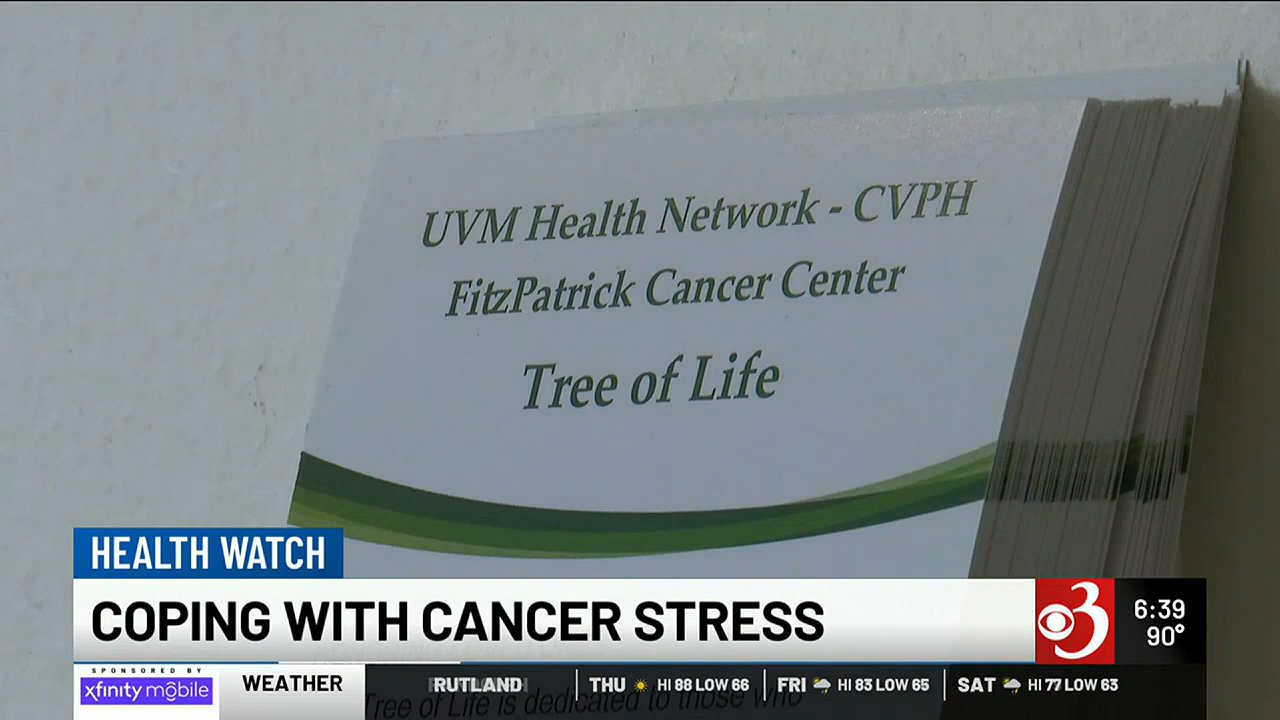 UVM Health Network - CVPH
FitzPatrick Cancer Center
Tree of Life
HEALTH WATCH
COPING WITH CANCER STRESS
3
6:39
90°
SPONSORED BY
xfinity mobile
WEATHER
RUTLAND
THU HI 88 LOW 66
FRI HI 83 LOW 65
SAT HI 77 LOW 63
Tree of Life is dedicated to those who